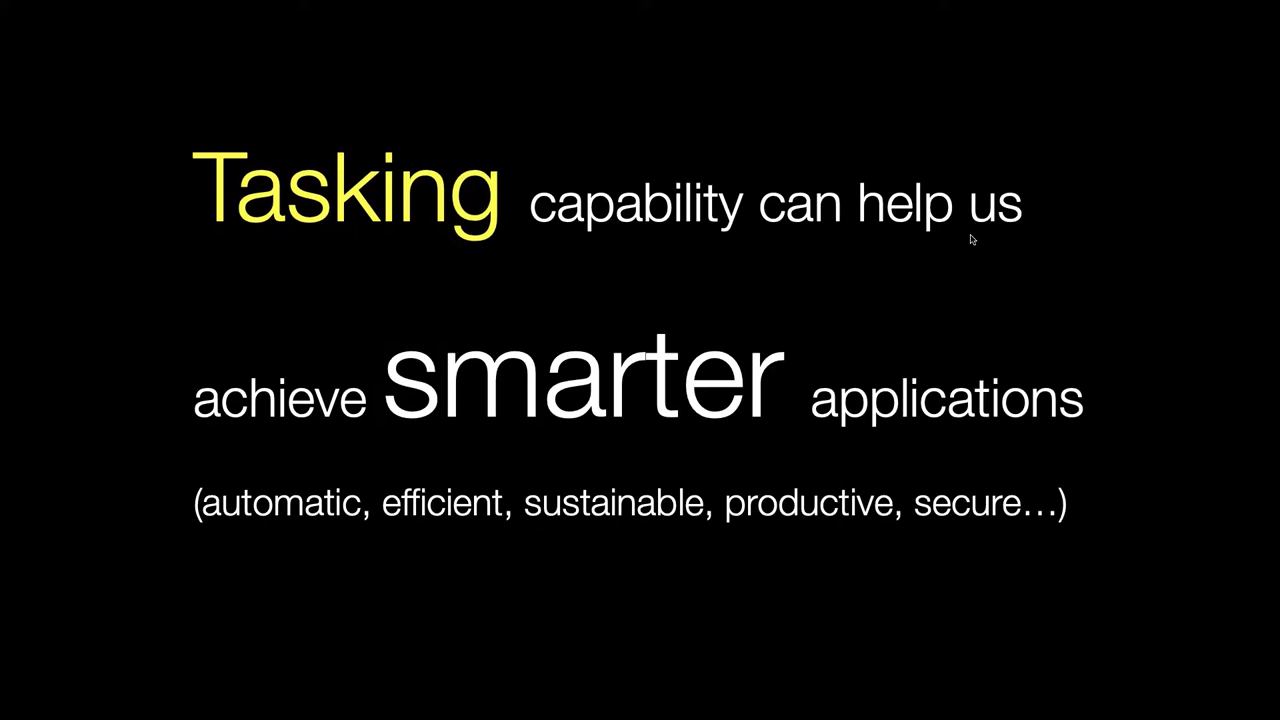 Tasking capability can help us
achieve smarter applications
(automatic, efficient, sustainable, productive, secure…)